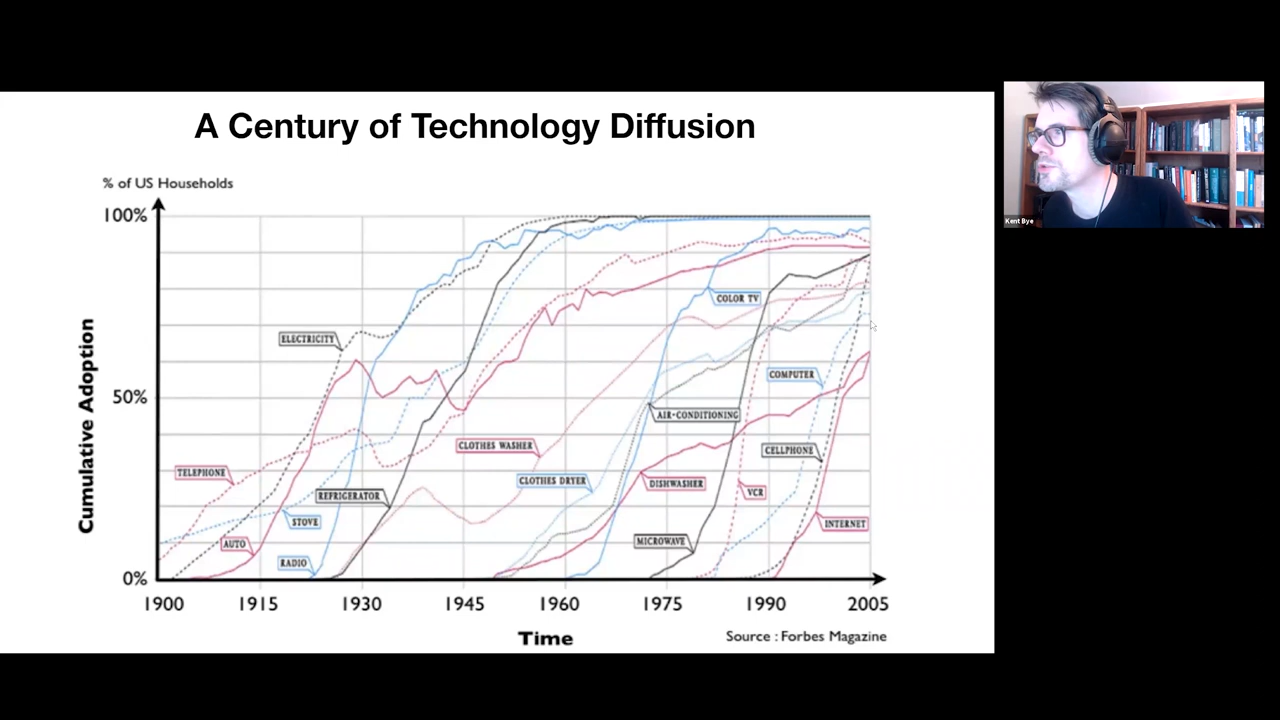 A Century of Technology Diffusion
% of US Households
100%
50%
0%
Cumulative Adoption
ELECTRICITY
TELEPHONE
AUTO
STOVE
RADIO
REFRIGERATOR
CLOTHES WASHER
CLOTHES DRYER
COLOR TV
AIR-CONDITIONING
DISHWASHER
MICROWAVE
COMPUTER
CELLPHONE
VCR
INTERNET
1900 1915 1930 1945 1960 1975 1990 2005
Time
Source : Forbes Magazine
Kent Bye